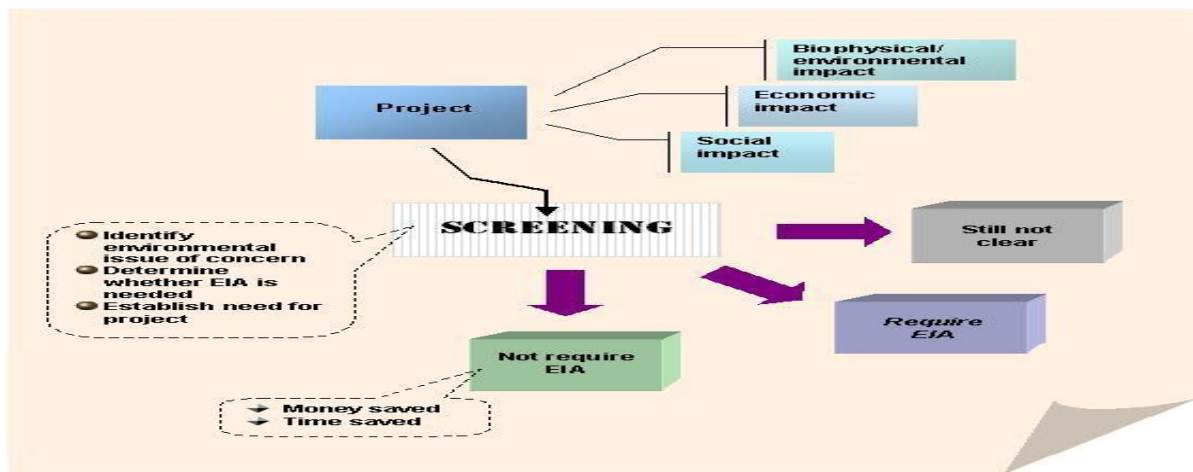 Biophysical/
environmental
impact
Project
Economic
impact
Social
impact
SCREENING
Identify
environmental
issue of concern
Determine
whether EIA is
needed
Establish need for
project
Still not
clear
Require
EIA
Not require
EIA
Money saved
Time saved